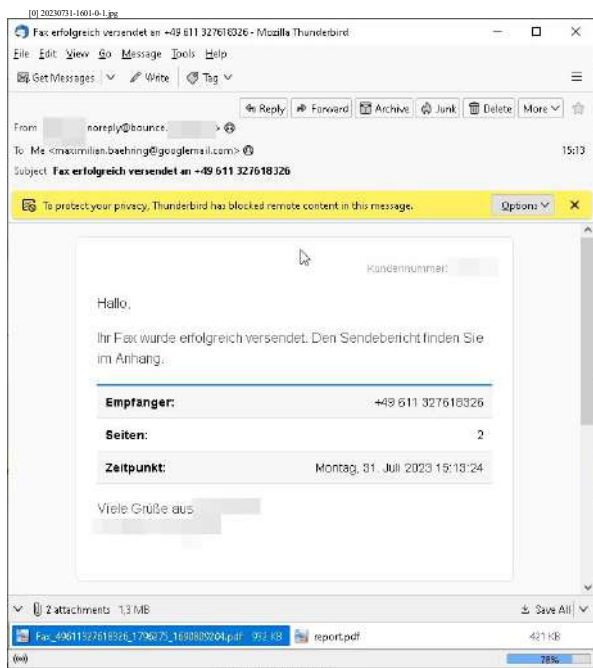 [0] 20230731-1601-0-1.jpg
Fax erfolgreich versendet an +49 611 327618326 - Mozilla Thunderbird
File Edit View Go Message Tools Help
Get Messages Write Tag
Reply Forward Archive Junk Delete More
From noreply@bounce. >
To Me <maximilian.baehring@googlemail.com> 15:13
Subject Fax erfolgreich versendet an +49 611 327618326
To protect your privacy, Thunderbird has blocked remote content in this message. Options
Kundennummer:
Hallo,
Ihr Fax wurde erfolgreich versendet. Den Sendebericht finden Sie
im Anhang.
Empfänger: +49 611 327618326
Seiten: 2
Zeitpunkt: Montag, 31. Juli 2023 15:13:24
Viele Grüße aus
2 attachments 1,3 MB Save All
Fax_49611327618326_1796275_1690809204.pdf 932 KB report.pdf 421 KB
78%